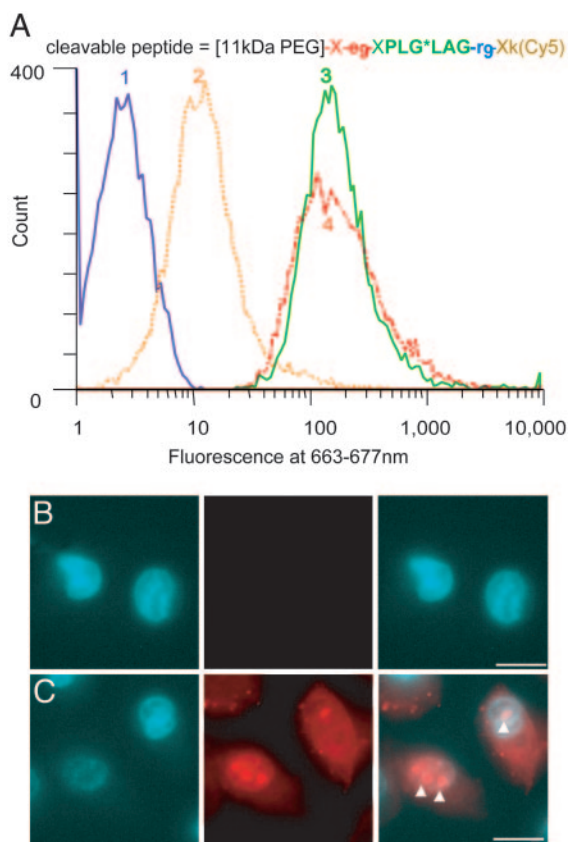 A
cleavable peptide = [11kDa PEG]-X-eg-XPLG*LAG-rg-Xk(Cy5)
400
1
2
3
4
Count
0
1 10 100 1,000 10,000
Fluorescence at 663-677nm
B
C